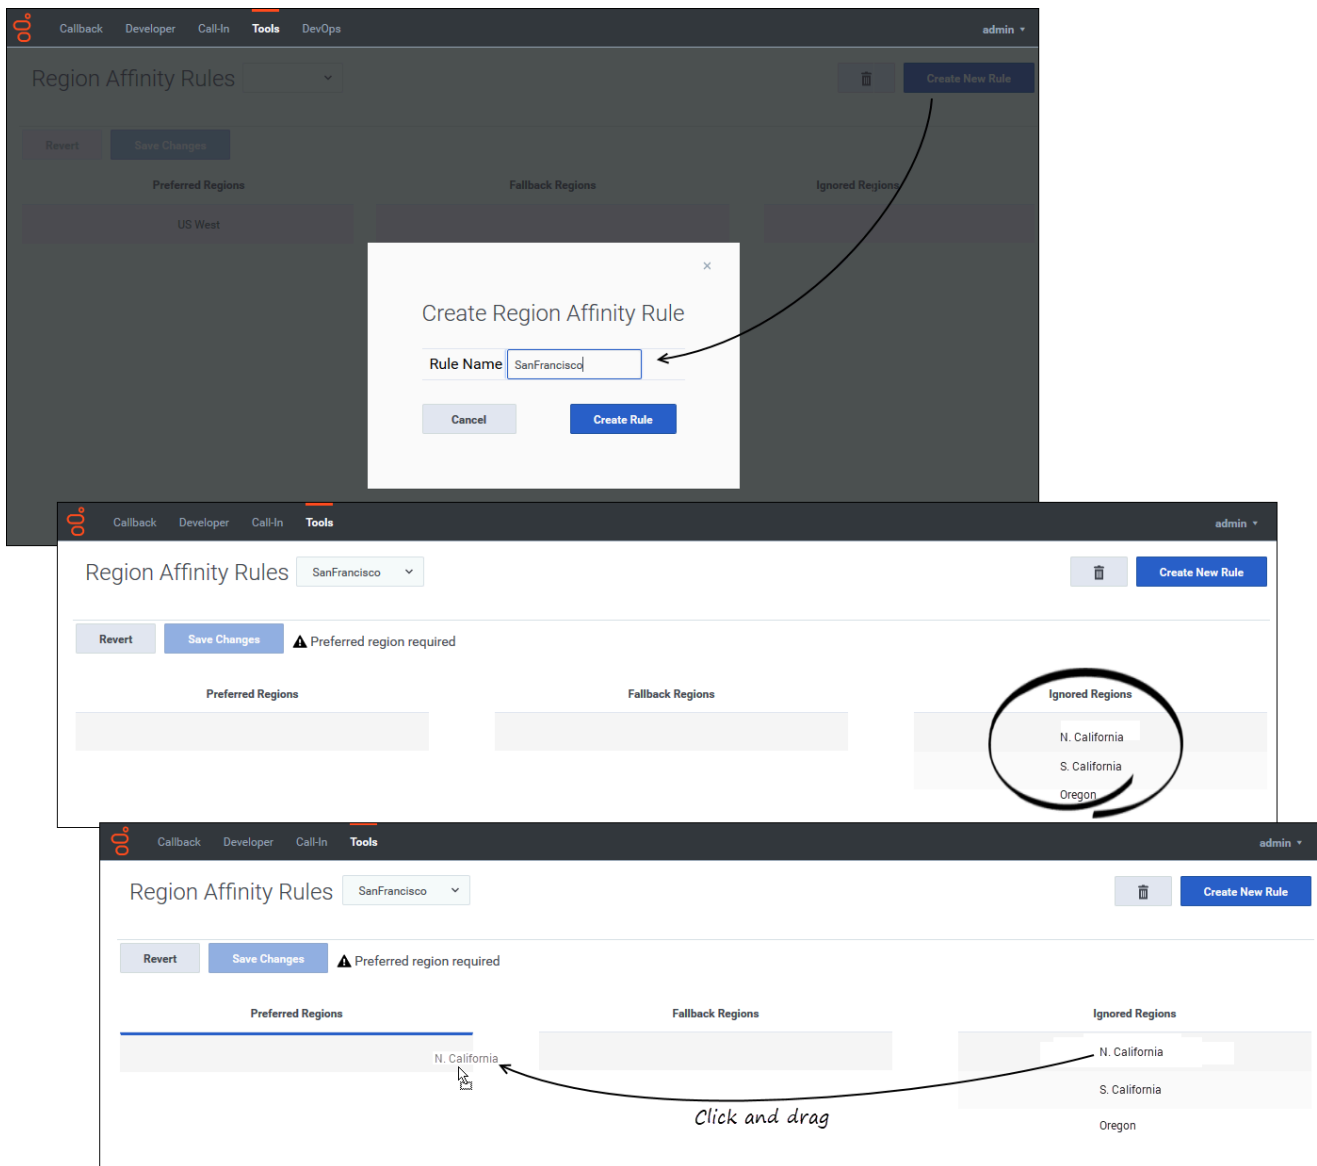 Callback Developer Call-In Tools DevOps admin
Region Affinity Rules Create New Rule
Revert Save Changes
Preferred Regions Fallback Regions Ignored Regions
US West
×
Create Region Affinity Rule
Rule Name SanFrancisco
Cancel Create Rule
Callback Developer Call-In Tools admin
Region Affinity Rules SanFrancisco Create New Rule
Revert Save Changes Preferred region required
Preferred Regions Fallback Regions Ignored Regions
N. California
S. California
Oregon
Callback Developer Call-In Tools admin
Region Affinity Rules SanFrancisco Create New Rule
Revert Save Changes Preferred region required
Preferred Regions Fallback Regions Ignored Regions
N. California N. California
S. California
Click and drag
Oregon